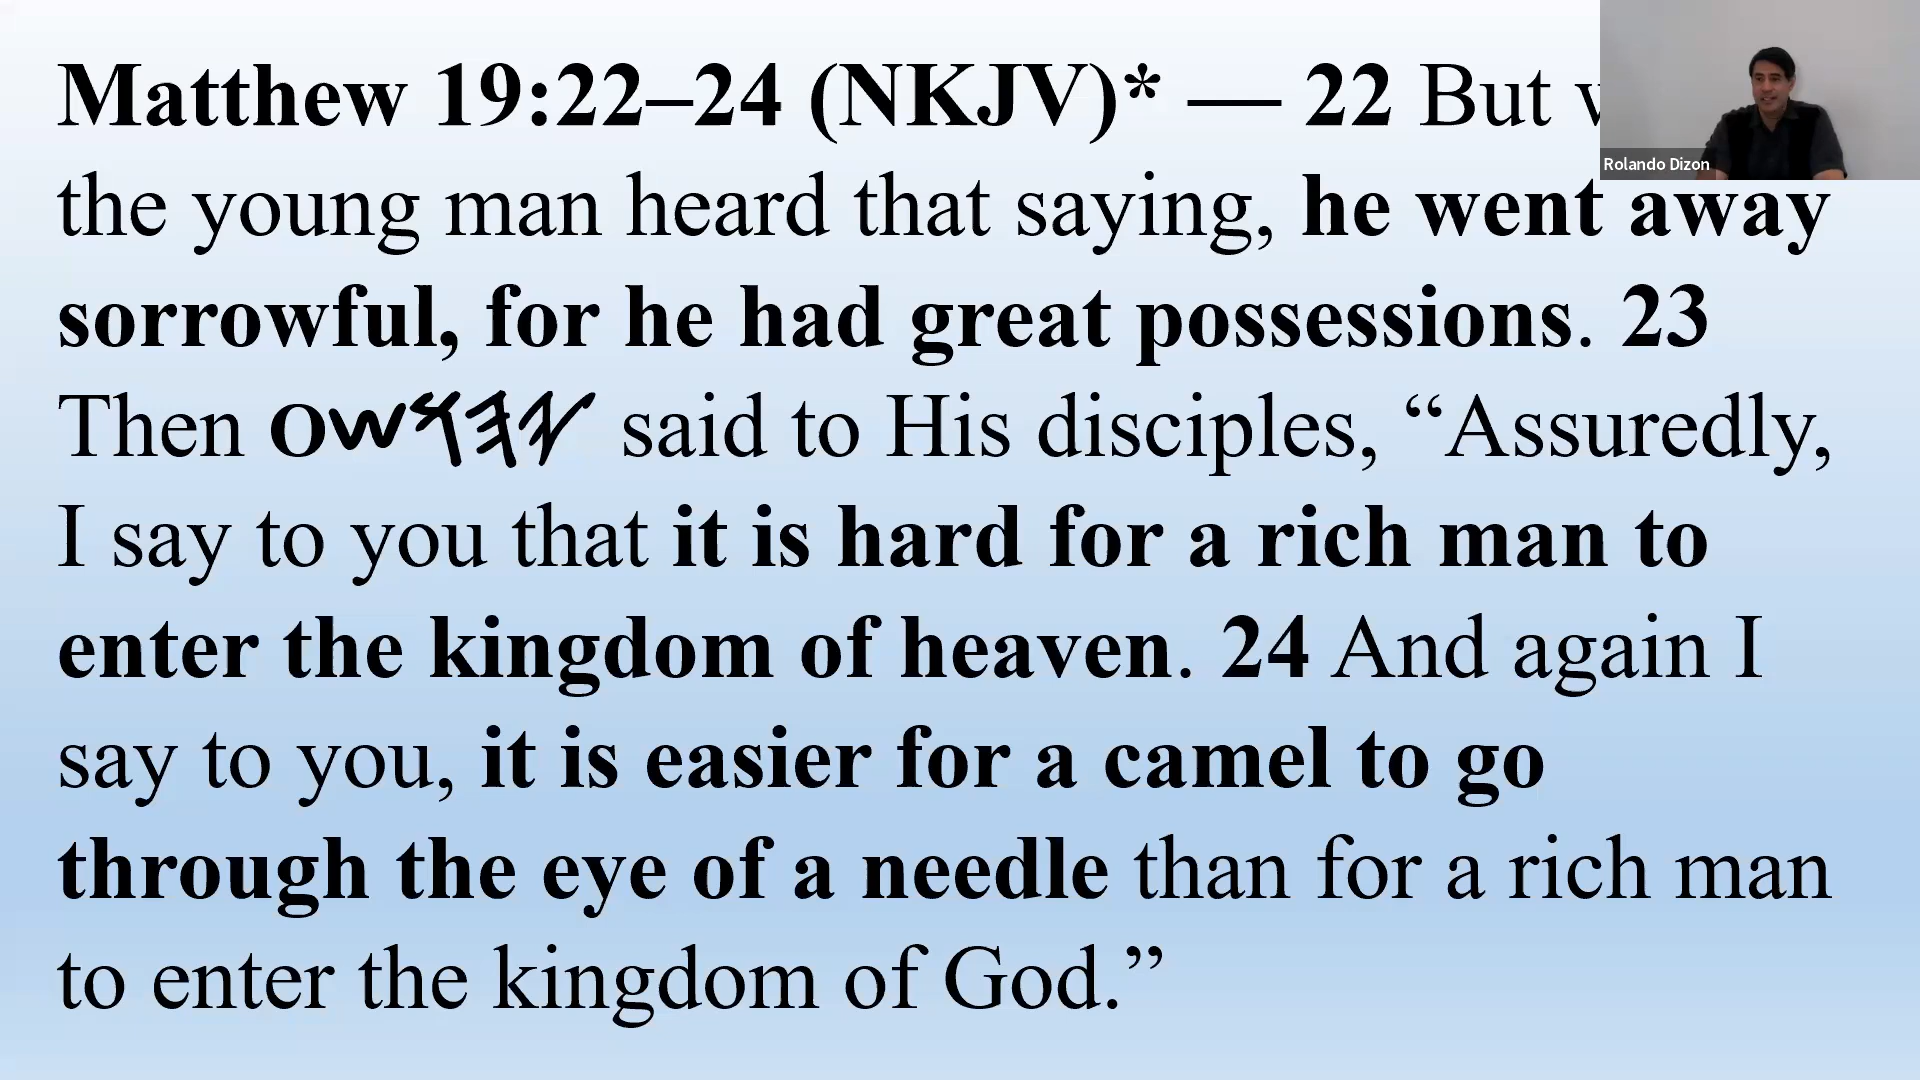 Matthew 19:22–24 (NKJV)* — 22 But
the young man heard that saying, he went away
sorrowful, for he had great possessions. 23
Then 𐤉𐤄𐤅𐤔𐤏 said to His disciples, “Assuredly,
I say to you that it is hard for a rich man to
enter the kingdom of heaven. 24 And again I
say to you, it is easier for a camel to go
through the eye of a needle than for a rich man
to enter the kingdom of God.”
Rolando Dizon